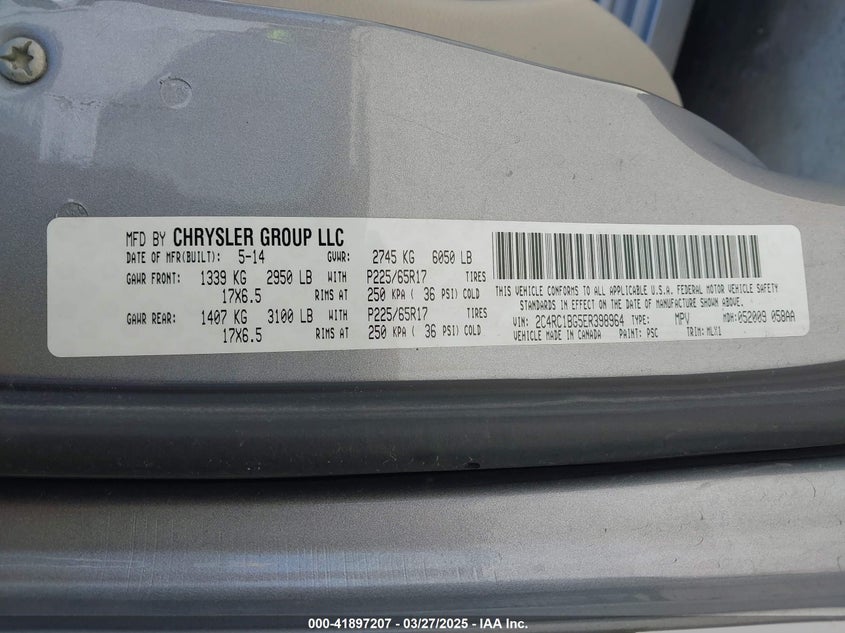 MFD BY CHRYSLER GROUP LLC
DATE OF MFR(BUILT): 5-14 GVWR: 2745 KG 6050 LB
GAWR FRONT: 1339 KG 2950 LB WITH P225/65R17 TIRES
17X6.5 RIMS AT 250 KPA ( 36 PSI) COLD
GAWR REAR: 1407 KG 3100 LB WITH P225/65R17 TIRES
17X6.5 RIMS AT 250 KPA ( 36 PSI) COLD
THIS VEHICLE CONFORMS TO ALL APPLICABLE U.S.A. FEDERAL MOTOR VEHICLE SAFETY
STANDARDS IN EFFECT ON THE DATE OF MANUFACTURE SHOWN ABOVE.
VIN: 2C4RC1BG5ER398964 TYPE: MPV MDH: 052009 058AA
VEHICLE MADE IN CANADA PAINT: PSC TRIM: MLX1
000-41897207 - 03/27/2025 - IAA Inc.